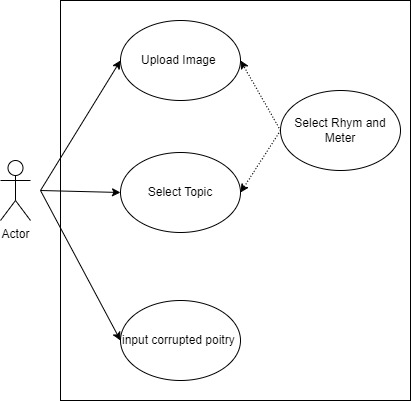 Upload Image
Select Rhym and
Meter
Select Topic
Actor
input corrupted poitry